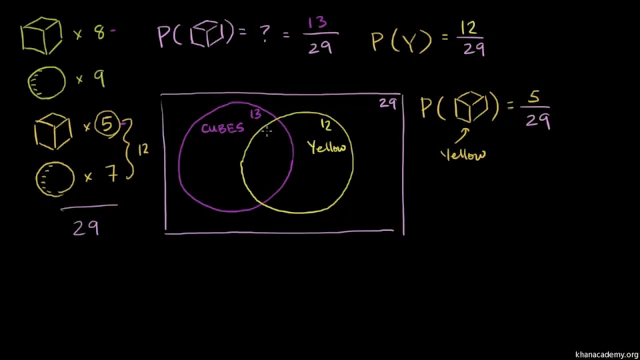 × 8
× 9
× 5
× 7
12
29
P( ) = ? = 13/29
P(Y) = 12/29
P( ) = 5/29
Yellow
29
13
CUBES
12
Yellow
khanacademy.org